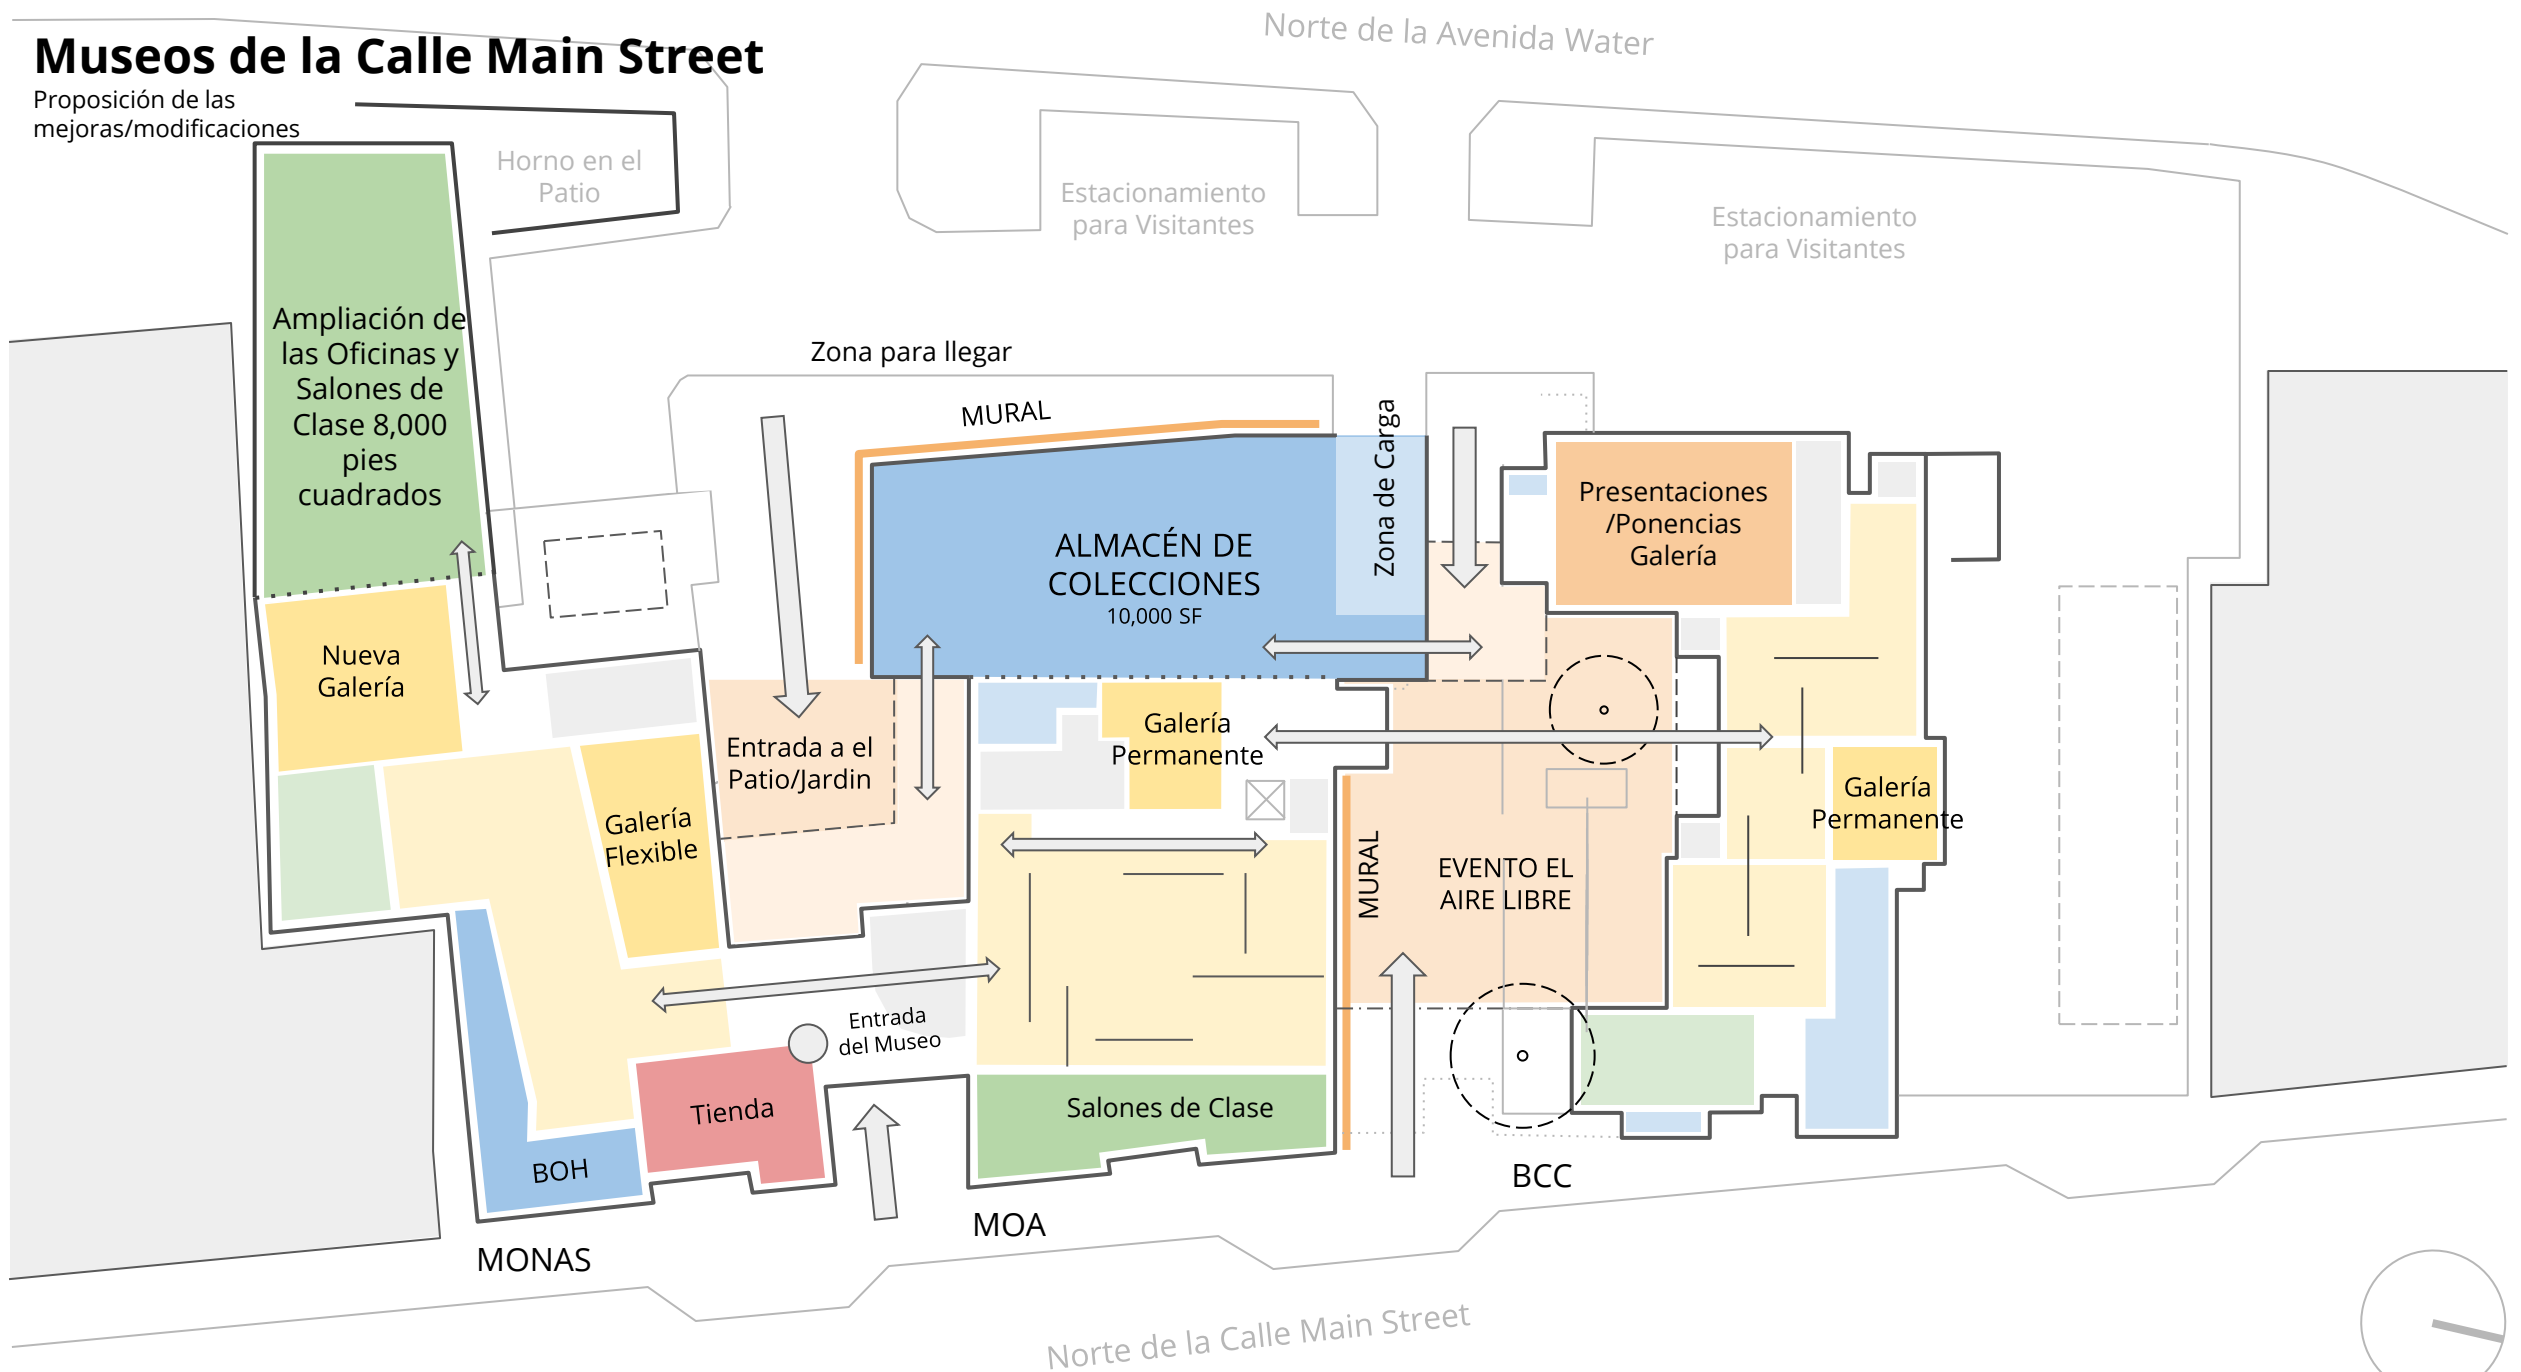 Museos de la Calle Main Street
Proposición de las
mejoras/modificaciones
Norte de la Avenida Water
Horno en el
Patio
Estacionamiento
para Visitantes
Estacionamiento
para Visitantes
Ampliación de
las Oficinas y
Salones de
Clase 8,000
pies
cuadrados
Zona para llegar
MURAL
Zona de Carga
ALMACÉN DE
COLECCIONES
10,000 SF
Presentaciones
/Ponencias
Galería
Nueva
Galería
Entrada a el
Patio/Jardin
Galería
Permanente
Galería
Flexible
Galería
Permanente
MURAL
EVENTO EL
AIRE LIBRE
Entrada
del Museo
Tienda
Salones de Clase
BOH
BCC
MOA
MONAS
Norte de la Calle Main Street